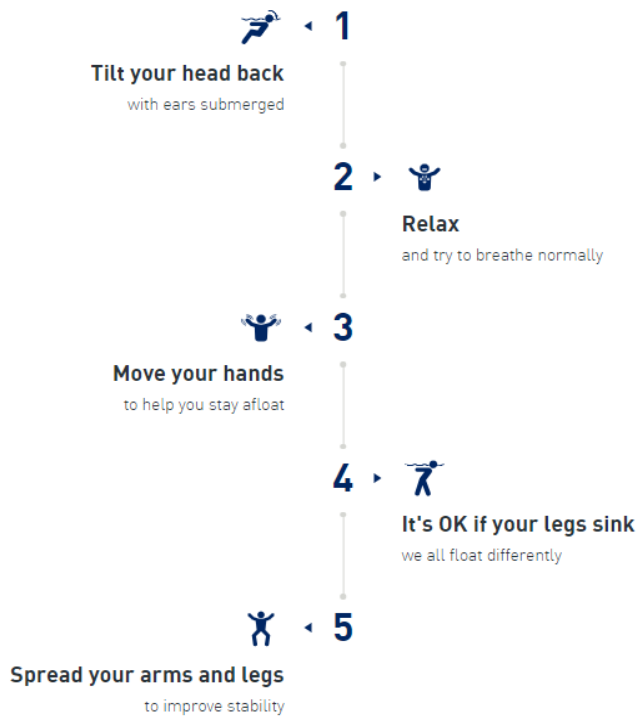 1
Tilt your head back
with ears submerged
2
Relax
and try to breathe normally
3
Move your hands
to help you stay afloat
4
It's OK if your legs sink
we all float differently
5
Spread your arms and legs
to improve stability